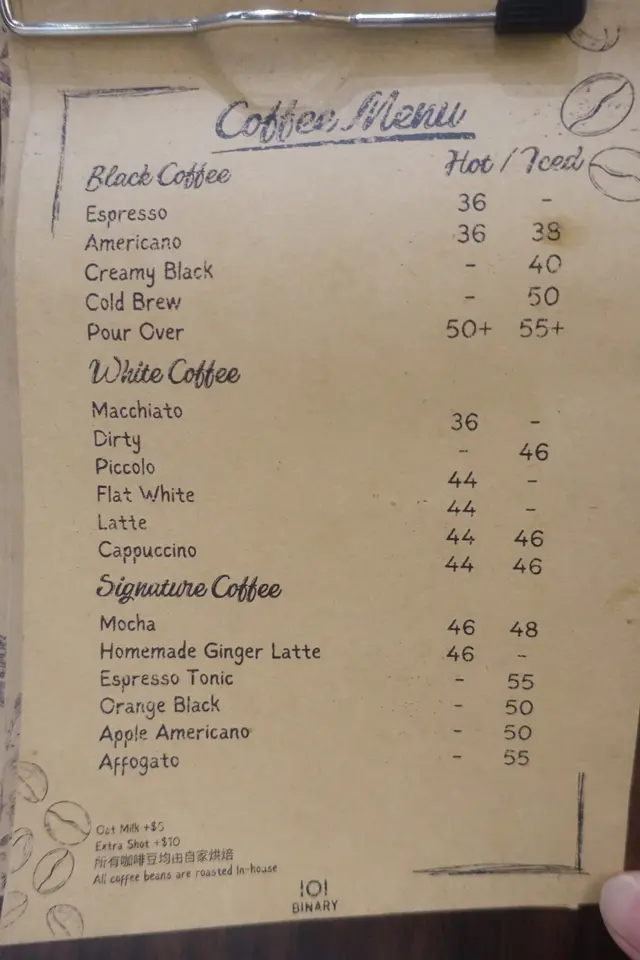 Coffee Menu
Black Coffee Hot / Iced
Espresso 36 -
Americano 36 38
Creamy Black - 40
Cold Brew - 50
Pour Over 50+ 55+
White Coffee
Macchiato 36 -
Dirty - 46
Piccolo 44 -
Flat White 44 -
Latte 44 46
Cappuccino 44 46
Signature Coffee
Mocha 46 48
Homemade Ginger Latte 46 -
Espresso Tonic - 55
Orange Black - 50
Apple Americano - 50
Affogato - 55
Oat Milk +$5
Extra Shot +$10
所有咖啡豆均由自家烘焙
All coffee beans are roasted In-house
101
BINARY